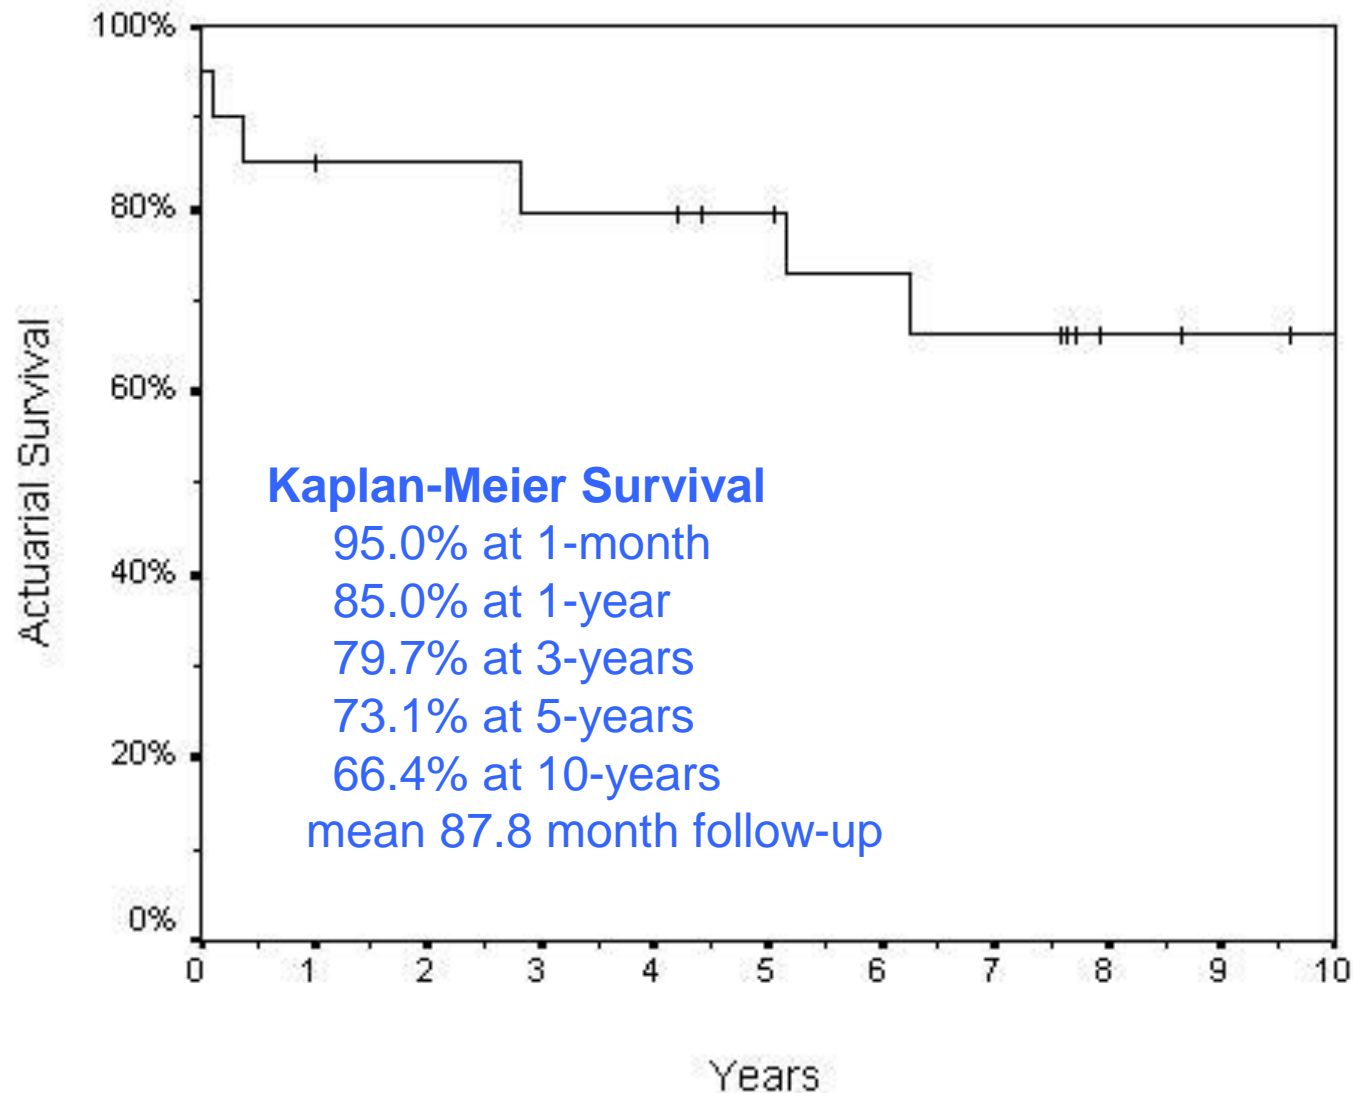 100%
80%
60%
40%
20%
0%
Actuarial Survival
Kaplan-Meier Survival
95.0% at 1-month
85.0% at 1-year
79.7% at 3-years
73.1% at 5-years
66.4% at 10-years
mean 87.8 month follow-up
0 1 2 3 4 5 6 7 8 9 10
Years